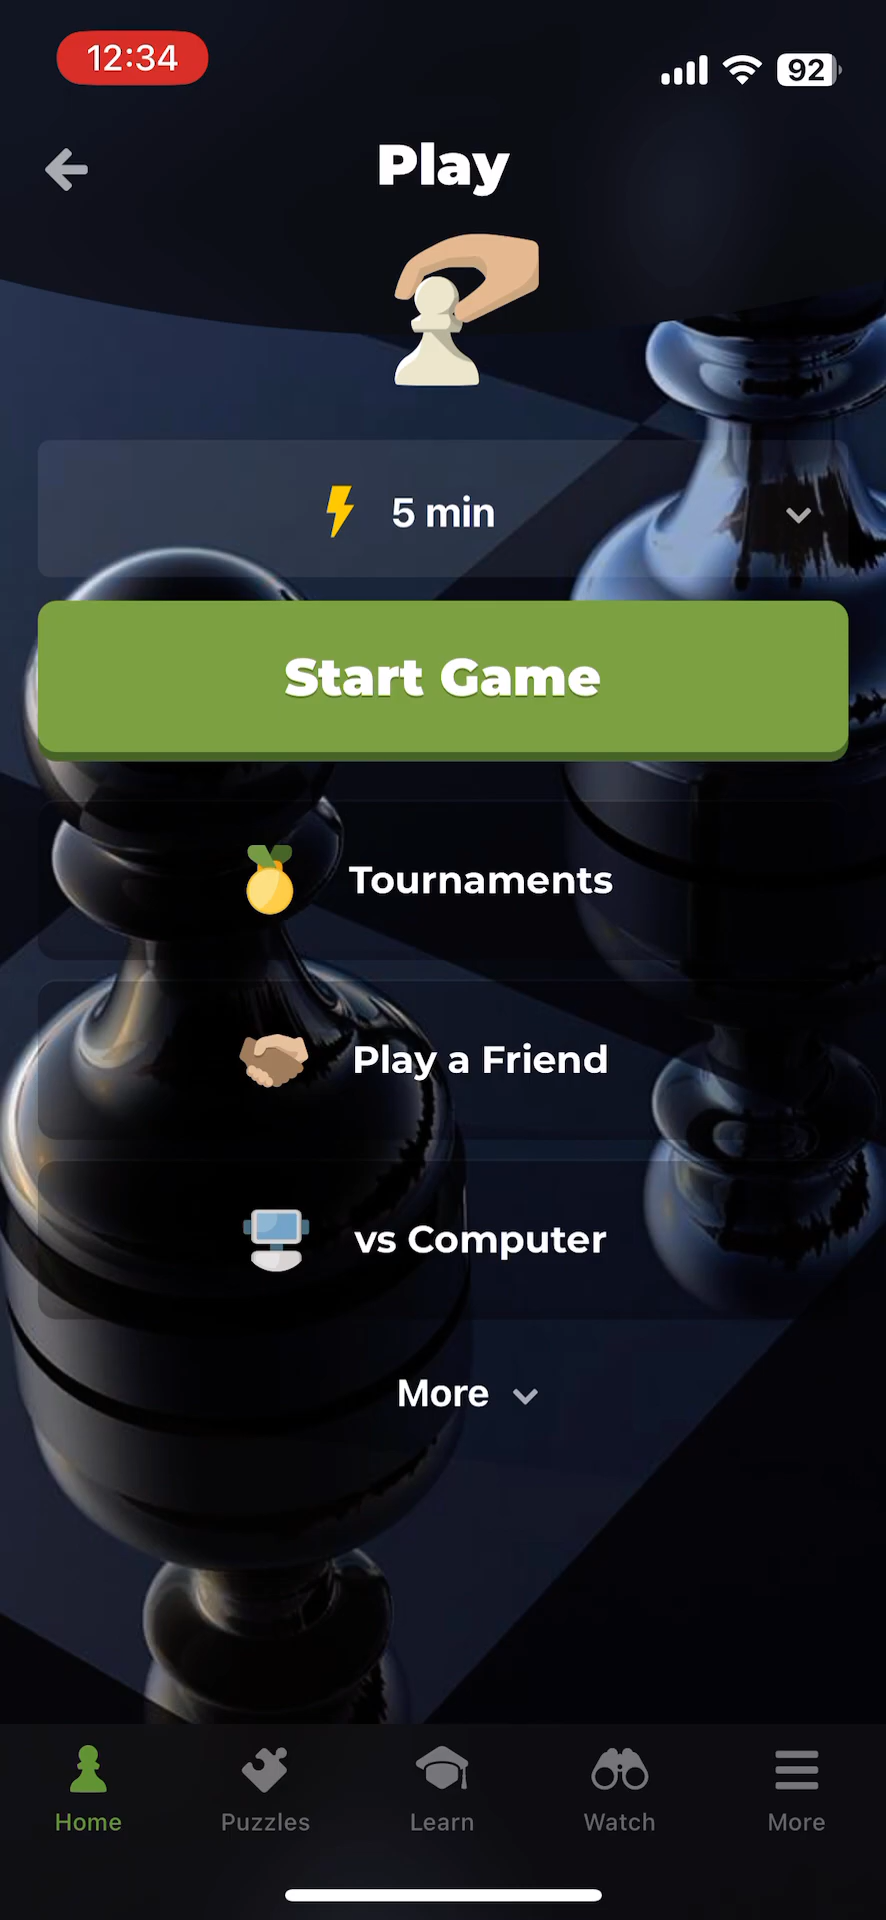 12:34
92
Play
5 min
Start Game
Tournaments
Play a Friend
vs Computer
More
Home
Puzzles
Learn
Watch
More